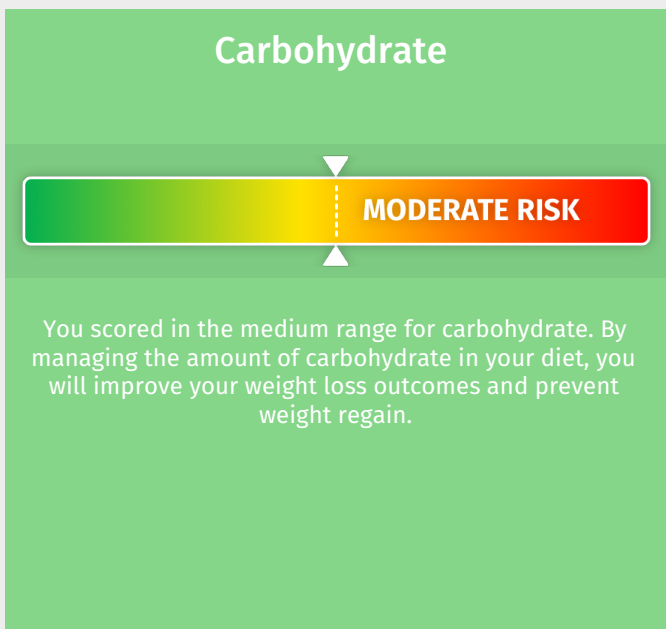 Carbohydrate
MODERATE RISK
You scored in the medium range for carbohydrate. By
managing the amount of carbohydrate in your diet, you
will improve your weight loss outcomes and prevent
weight regain.